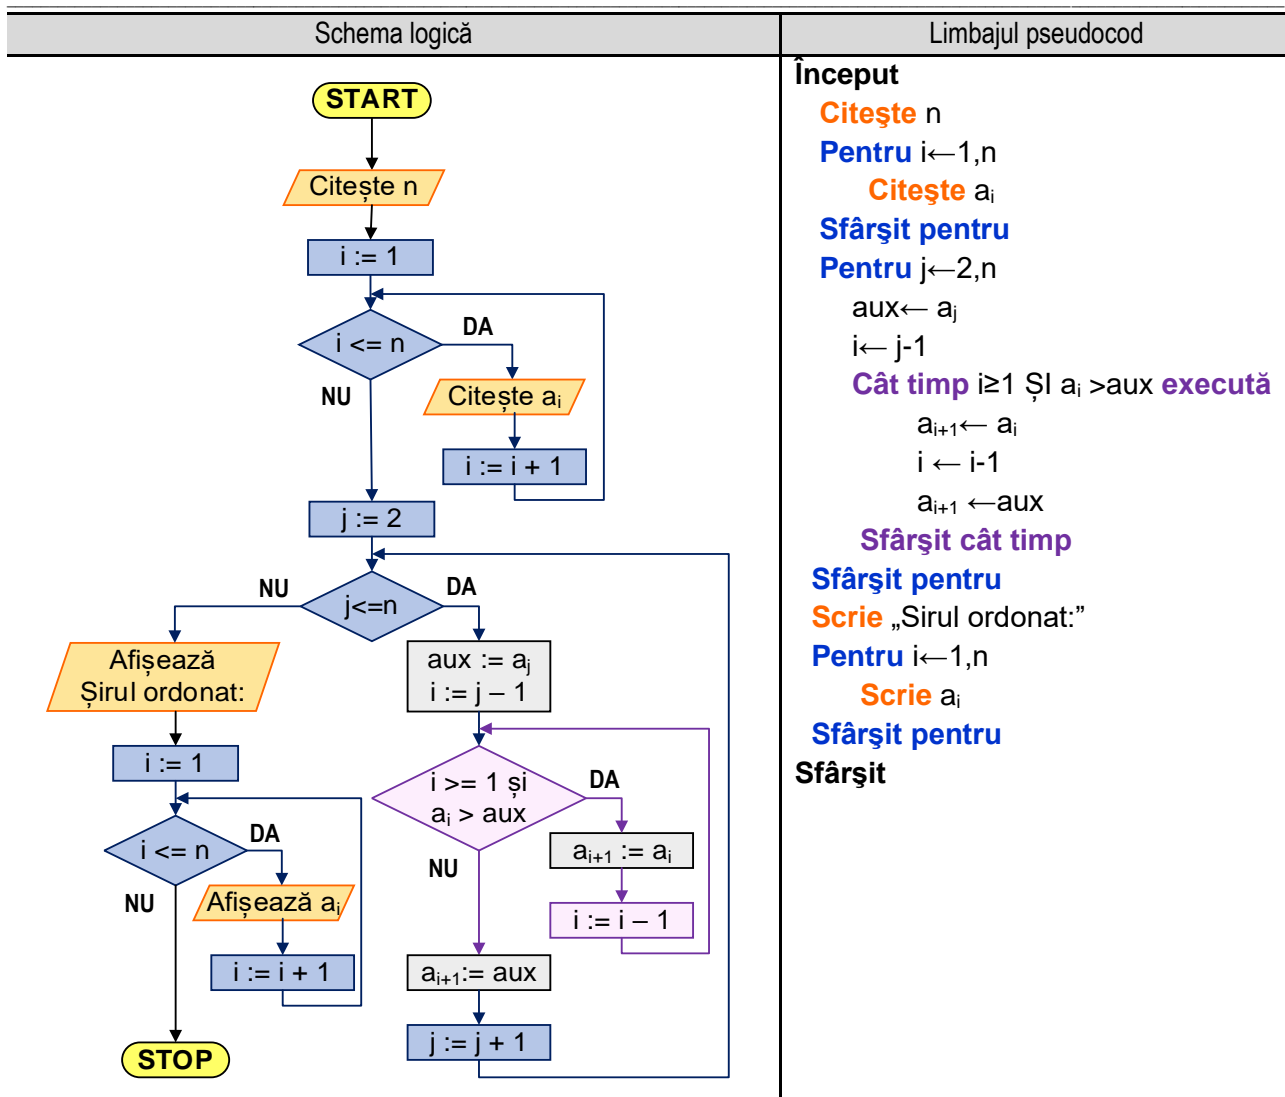 Schema logică
Limbajul pseudocod
START
Citește n
i := 1
i <= n
DA
NU
Citește ai
i := i + 1
j := 2
j<=n
NU
DA
Afișează
Șirul ordonat:
aux := aj
i := j – 1
i := 1
i >= 1 și
ai > aux
DA
NU
ai+1 := ai
i := i – 1
i <= n
DA
NU
Afișează ai
i := i + 1
ai+1:= aux
j := j + 1
STOP
Început
Citeşte n
Pentru i←1,n
Citeşte ai
Sfârşit pentru
Pentru j←2,n
aux← aj
i← j-1
Cât timp i≥1 ȘI ai >aux execută
ai+1← ai
i ← i-1
ai+1 ←aux
Sfârşit cât timp
Sfârşit pentru
Scrie „Sirul ordonat:”
Pentru i←1,n
Scrie ai
Sfârşit pentru
Sfârşit